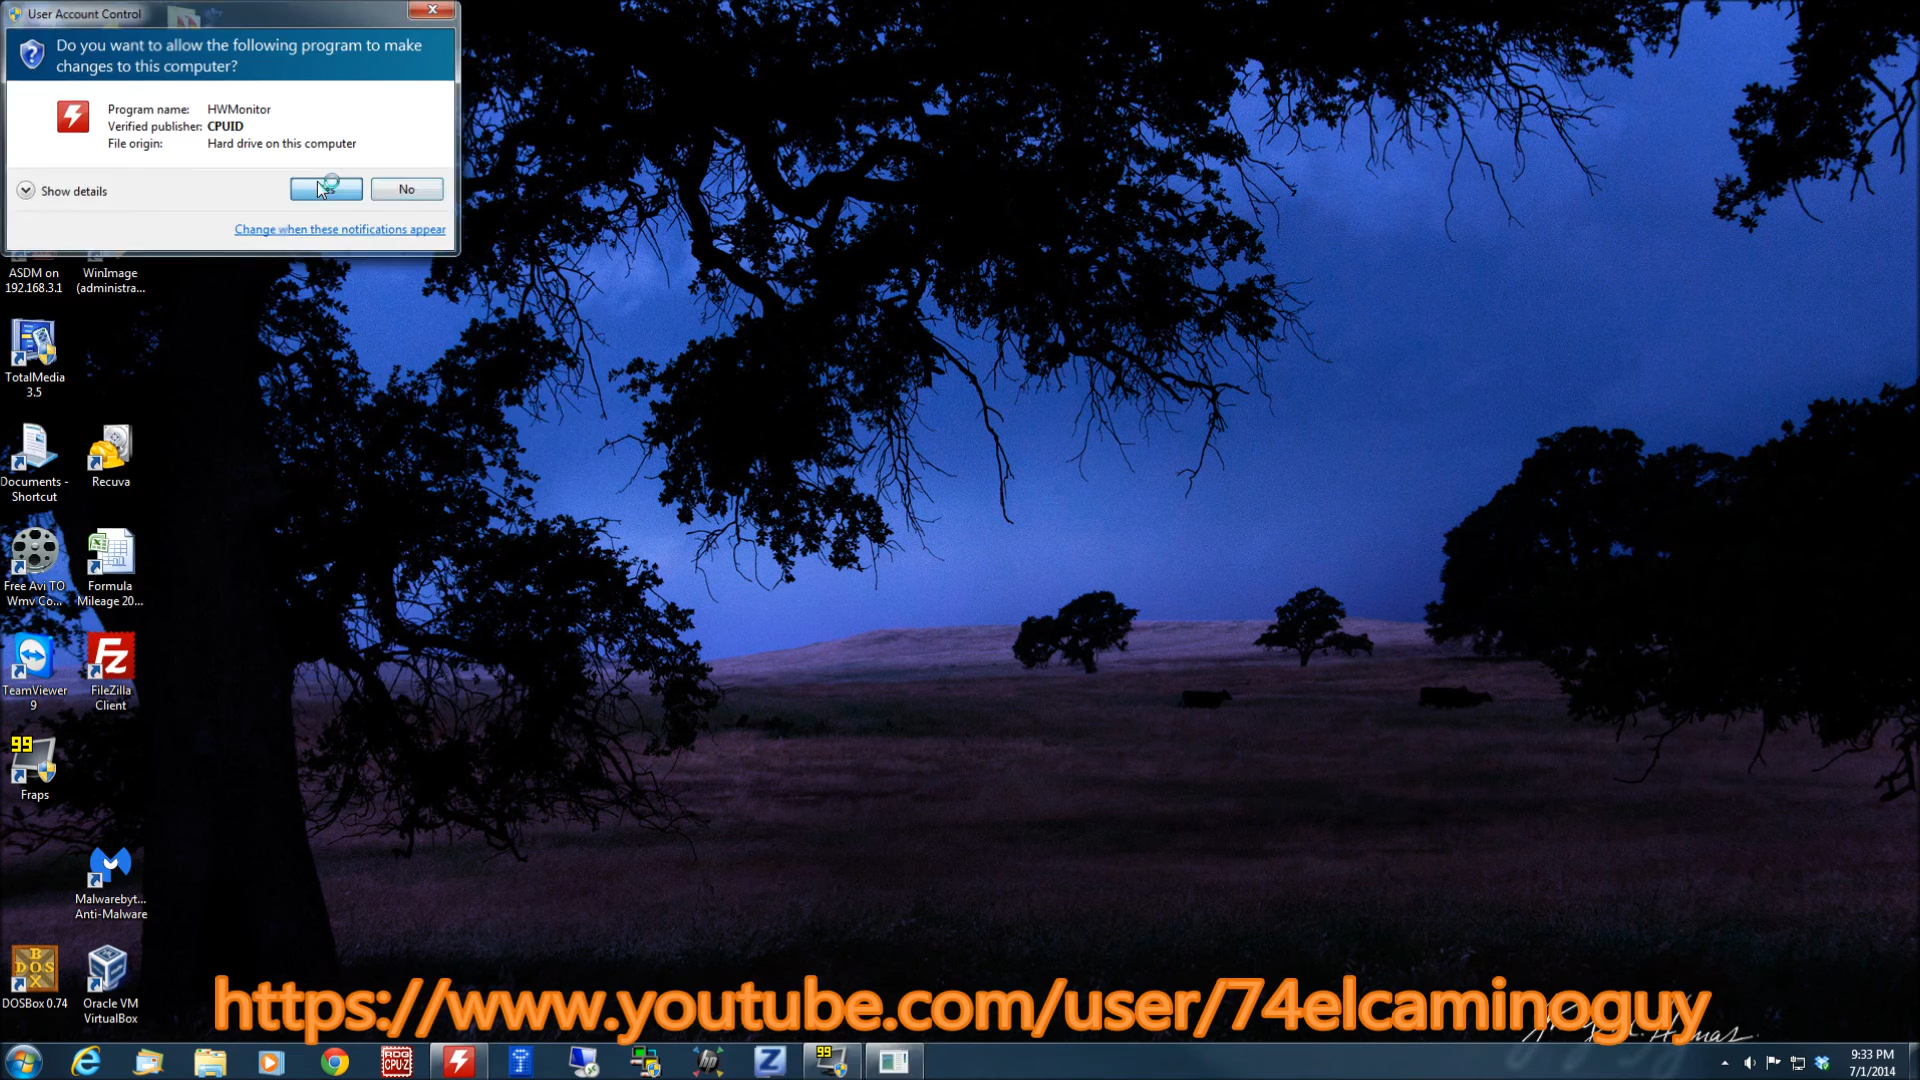 User Account Control
Do you want to allow the following program to make
changes to this computer?
Program name: HWMonitor
Verified publisher: CPUID
File origin: Hard drive on this computer
Show details
No
Change when these notifications appear
ASDM on
192.168.3.1
WinImage
(administra...
TotalMedia
3.5
Documents -
Shortcut
Recuva
Free Avi TO
Wmv Co...
Formula
Mileage 20...
TeamViewer
9
FileZilla
Client
99
Fraps
Malwarebyt...
Anti-Malware
DOSBox 0.74
Oracle VM
VirtualBox
https://www.youtube.com/user/74elcaminoguy
CPU-Z
99
9:33 PM
7/1/2014